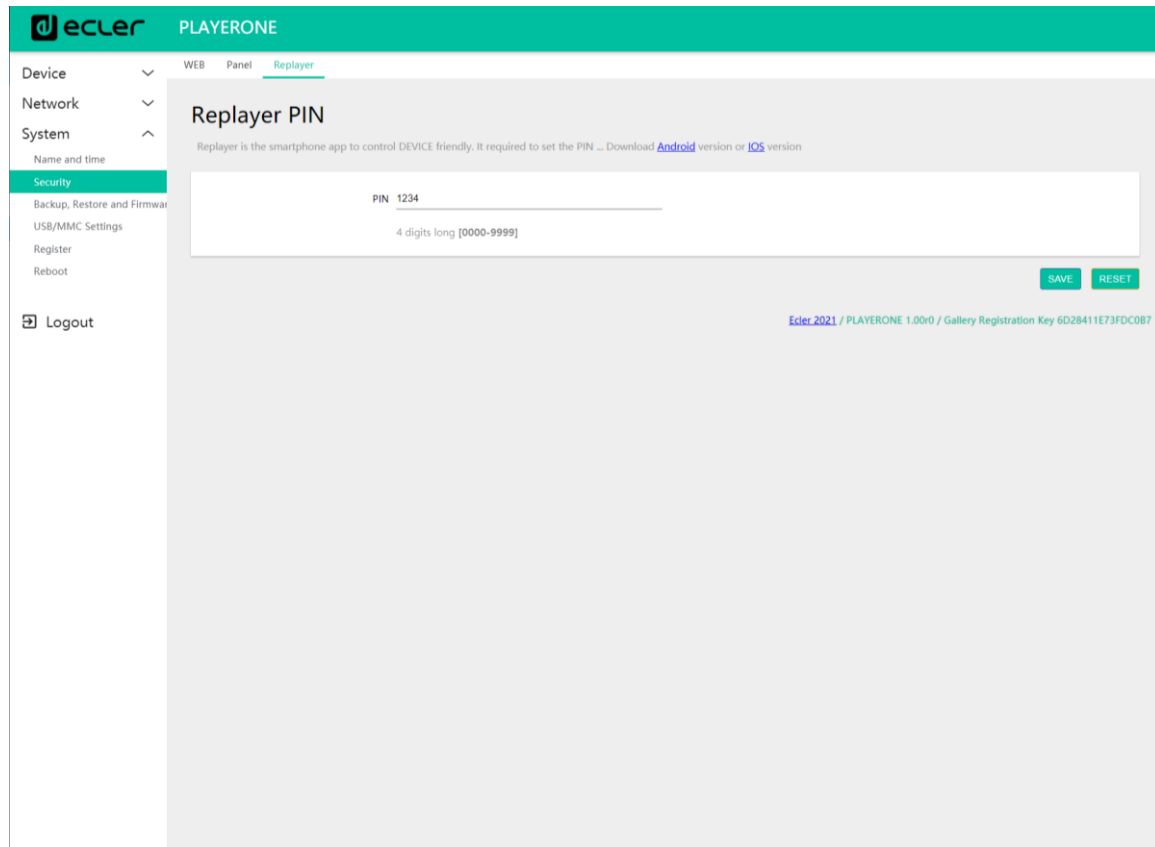 ecler PLAYERONE
Device
Network
System
Name and time
Security
Backup, Restore and Firmwar
USB/MMC Settings
Register
Reboot
Logout
WEB Panel Replayer
Replayer PIN
Replayer is the smartphone app to control DEVICE friendly. It required to set the PIN ... Download Android version or IOS version
PIN 1234
4 digits long [0000-9999]
SAVE RESET
Ecler 2021 / PLAYERONE 1.00r0 / Gallery Registration Key 6D28411E73FDC0B7